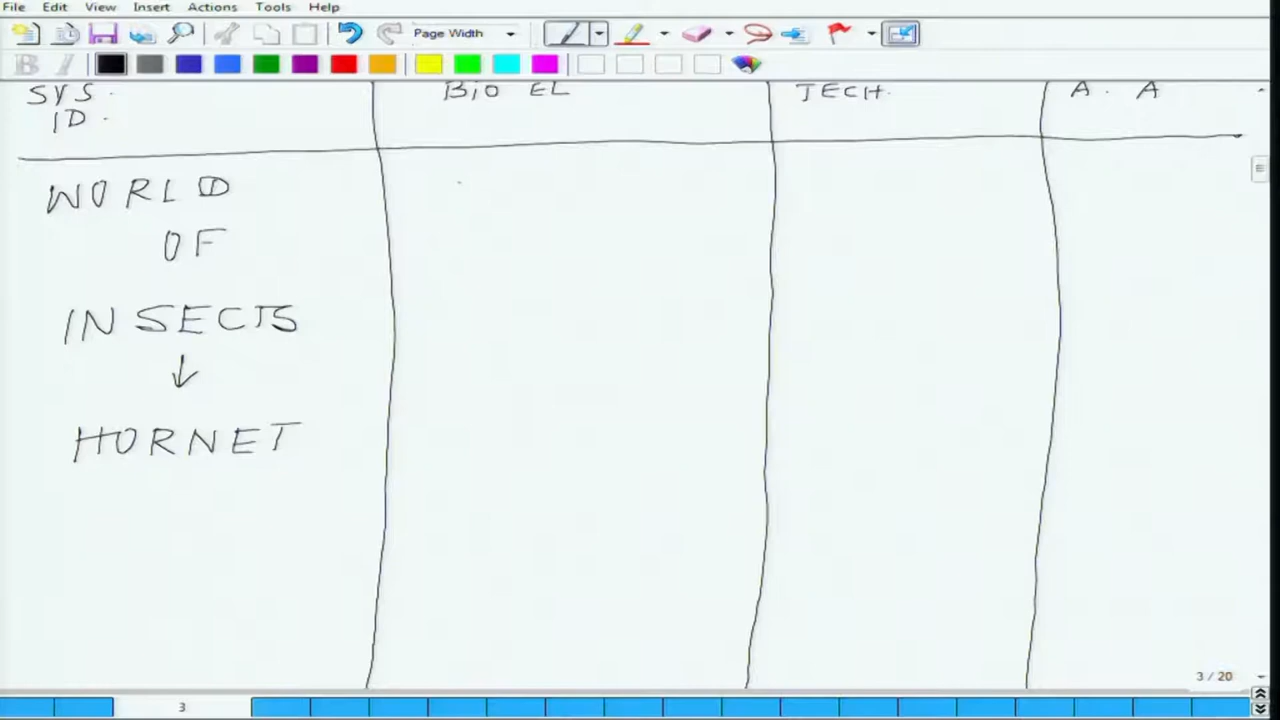 File Edit View Insert Actions Tools Help
Page Width
B I
SYS. BIO EL TECH. A. A
ID.
WORLD
OF
INSECTS
↓
HORNET
3 / 20
3